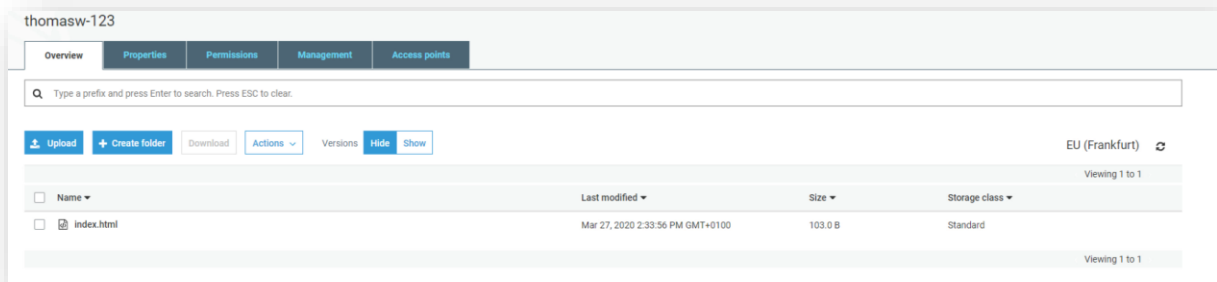 thomasw-123
Overview Properties Permissions Management Access points
Type a prefix and press Enter to search. Press ESC to clear.
Upload + Create folder Download Actions Versions Hide Show EU (Frankfurt)
Viewing 1 to 1
Name Last modified Size Storage class
index.html Mar 27, 2020 2:33:56 PM GMT+0100 103.0 B Standard
Viewing 1 to 1